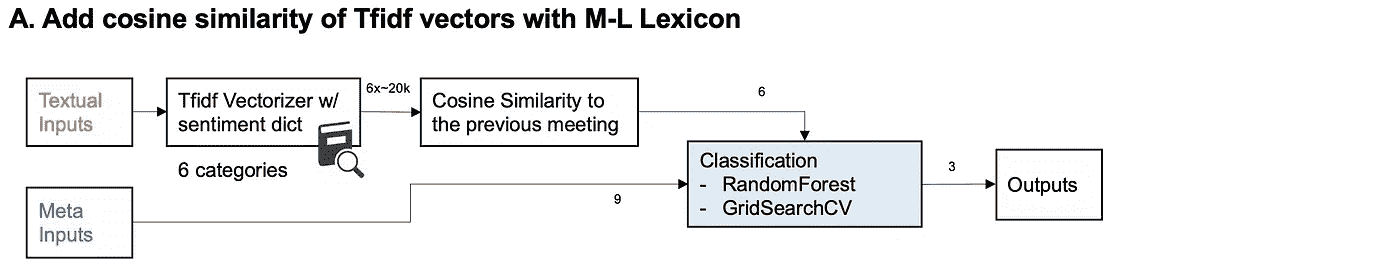 A. Add cosine similarity of Tfidf vectors with M-L Lexicon
Textual
Inputs
Tfidf Vectorizer w/
sentiment dict
6x~20k
Cosine Similarity to
the previous meeting
6
6 categories
Classification
- RandomForest
- GridSearchCV
3
Outputs
Meta
Inputs
9